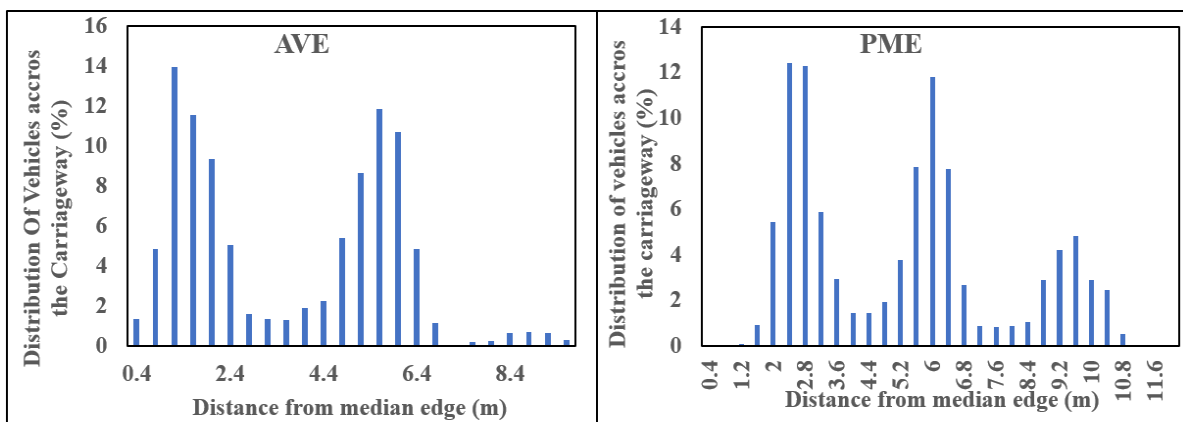 AVE
Distribution Of Vehicles accros
the Carriageway (%)
16
14
12
10
8
6
4
2
0
0.4 2.4 4.4 6.4 8.4
Distance from median edge (m)
PME
Distribution of vehicles accros
the carriageway (%)
14
12
10
8
6
4
2
0
0.4 1.2 2 2.8 3.6 4.4 5.2 6 6.8 7.6 8.4 9.2 10 10.8 11.6
Distance from median edge (m)